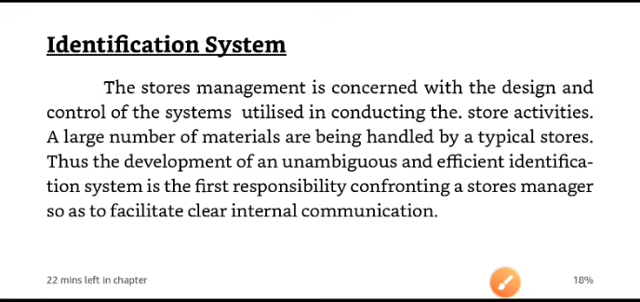 Identification System
The stores management is concerned with the design and
control of the systems utilised in conducting the. store activities.
A large number of materials are being handled by a typical stores.
Thus the development of an unambiguous and efficient identifica-
tion system is the first responsibility confronting a stores manager
so as to facilitate clear internal communication.
22 mins left in chapter
18%